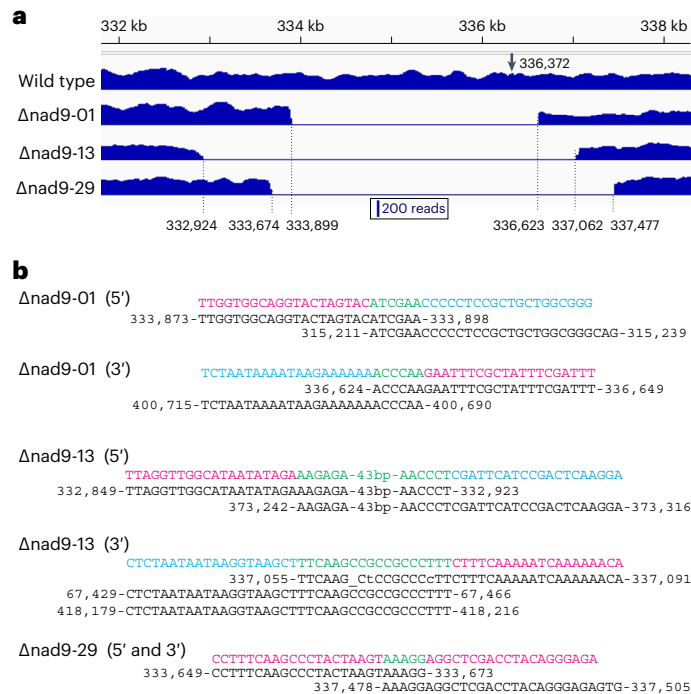 a
332 kb 334 kb 336 kb 338 kb
336,372
Wild type
Δnad9-01
Δnad9-13
Δnad9-29
200 reads
332,924 333,674 333,899 336,623 337,062 337,477
b
Δnad9-01 (5′)
TTGGTGGCAGGTACTAGTACATCGAACCCCCTCCGCTGCTGGCGGG
333,873-TTGGTGGCAGGTACTAGTACATCGAA-333,898
315,211-ATCGAACCCCCTCCGCTGCTGGCGGGCAG-315,239
Δnad9-01 (3′)
TCTAATAAAATAAGAAAAAAACCCAAGAATTTCGCTATTTCGATTT
336,624-ACCCAAGAATTTCGCTATTTCGATTT-336,649
400,715-TCTAATAAAATAAGAAAAAAACCCAA-400,690
Δnad9-13 (5′)
TTAGGTTGGCATAATATAGAAAGAGA-43bp-AACCCTCGATTCATCCGACTCAAGGA
332,849-TTAGGTTGGCATAATATAGAAAGAGA-43bp-AACCCT-332,923
373,242-AAGAGA-43bp-AACCCTCGATTCATCCGACTCAAGGA-373,316
Δnad9-13 (3′)
CTCTAATAATAAGGTAAGCTTTCAAGCCGCCGCCCTTTCTTTCAAAAATCAAAAAACA
337,055-TTCAAG_CtCCGCCCcTTCTTTCAAAAATCAAAAAACA-337,091
67,429-CTCTAATAATAAGGTAAGCTTTCAAGCCGCCGCCCTTT-67,466
418,179-CTCTAATAATAAGGTAAGCTTTCAAGCCGCCGCCCTTT-418,216
Δnad9-29 (5′ and 3′)
CCTTTCAAGCCCTACTAAGTAAAGGAGGCTCGACCTACAGGGAGA
333,649-CCTTTCAAGCCCTACTAAGTAAAGG-333,673
337,478-AAAGGAGGCTCGACCTACAGGGAGAGTG-337,505